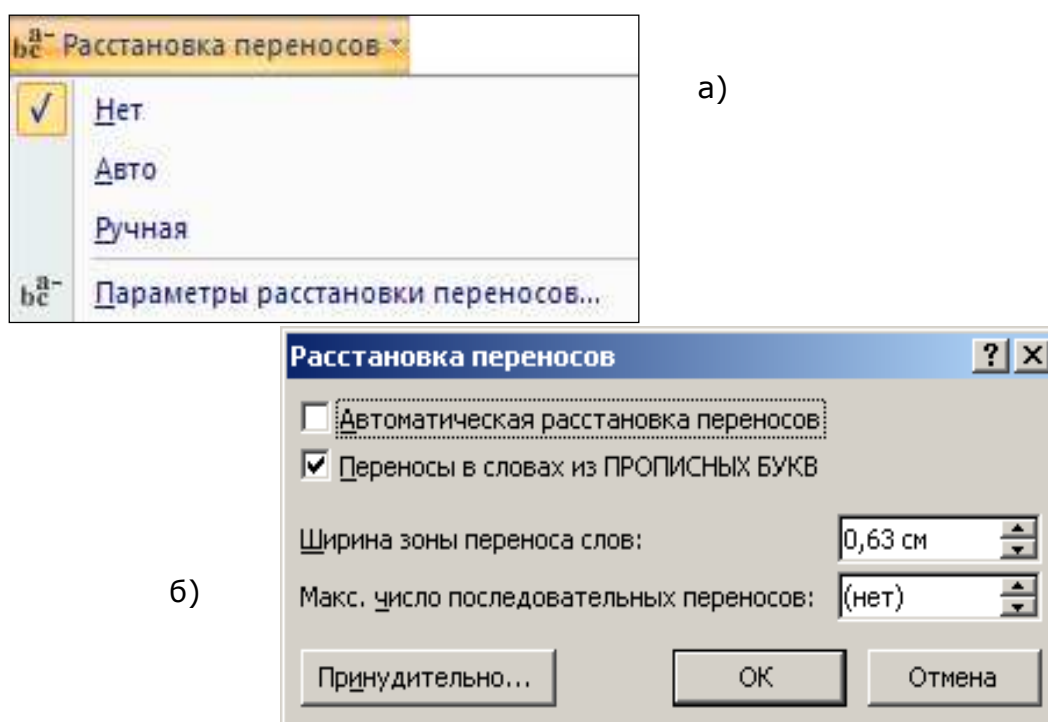 Расстановка переносов
а)
Нет
Авто
Ручная
Параметры расстановки переносов...
Расстановка переносов
Автоматическая расстановка переносов
Переносы в словах из ПРОПИСНЫХ БУКВ
Ширина зоны переноса слов: 0,63 см
б)
Макс. число последовательных переносов: (нет)
Принудительно... ОК Отмена